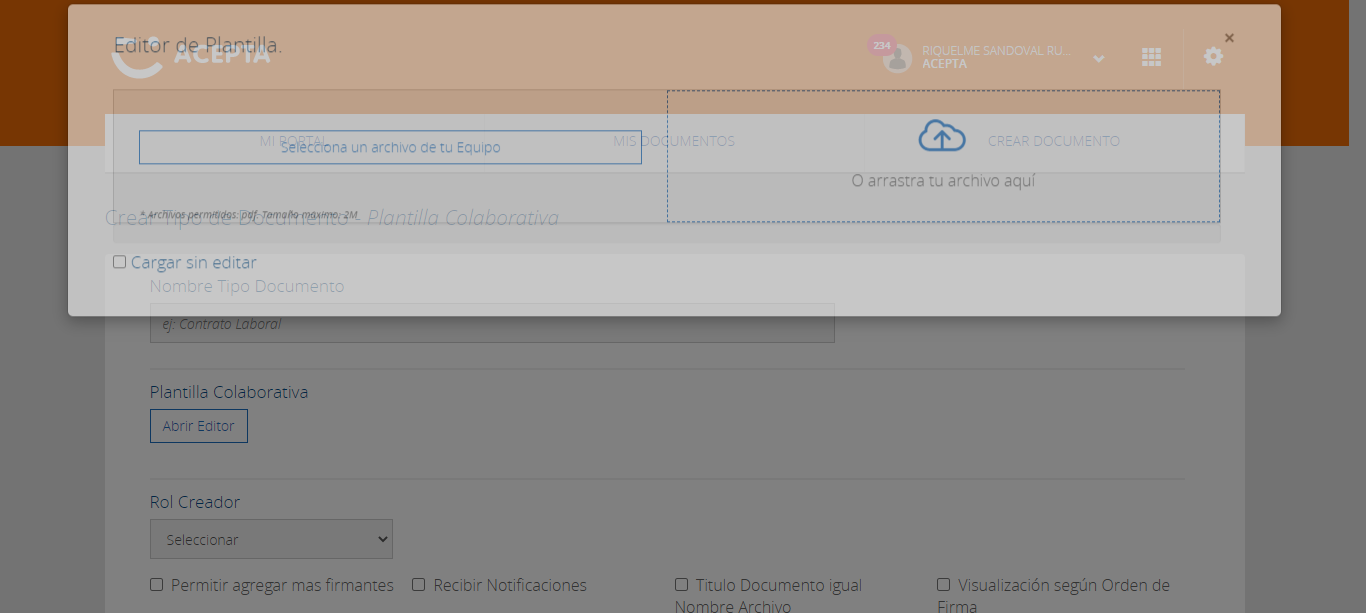 Editor de Plantilla.
×
ACEPTA
234
RIQUELME SANDOVAL RU...
ACEPTA
MI PORTAL
MIS DOCUMENTOS
CREAR DOCUMENTO
Selecciona un archivo de tu Equipo
O arrastra tu archivo aquí
* Archivos permitidos: pdf. Tamaño máximo: 2M
Crear Tipo de Documento - Plantilla Colaborativa
Cargar sin editar
Nombre Tipo Documento
ej: Contrato Laboral
Plantilla Colaborativa
Abrir Editor
Rol Creador
Seleccionar
Permitir agregar mas firmantes
Recibir Notificaciones
Titulo Documento igual
Nombre Archivo
Visualización según Orden de
Firma